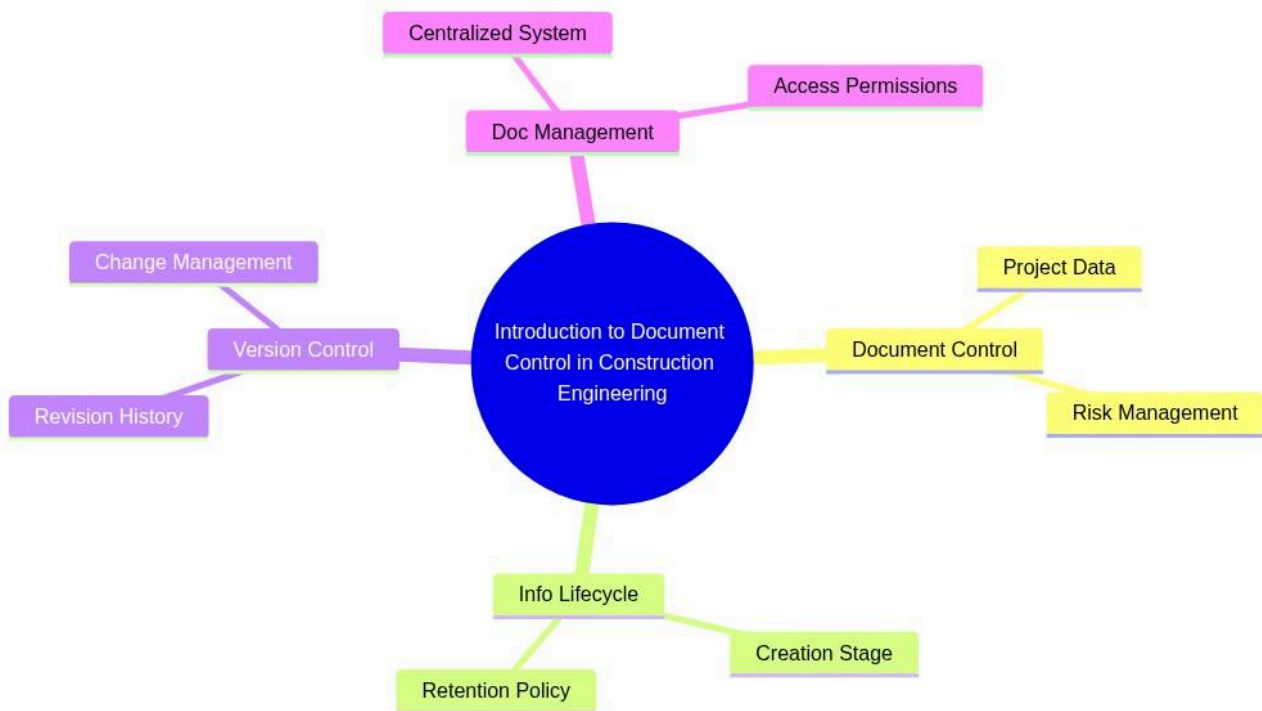 Centralized System
Access Permissions
Doc Management
Change Management
Project Data
Introduction to Document
Control in Construction
Engineering
Version Control
Document Control
Revision History
Risk Management
Info Lifecycle
Creation Stage
Retention Policy